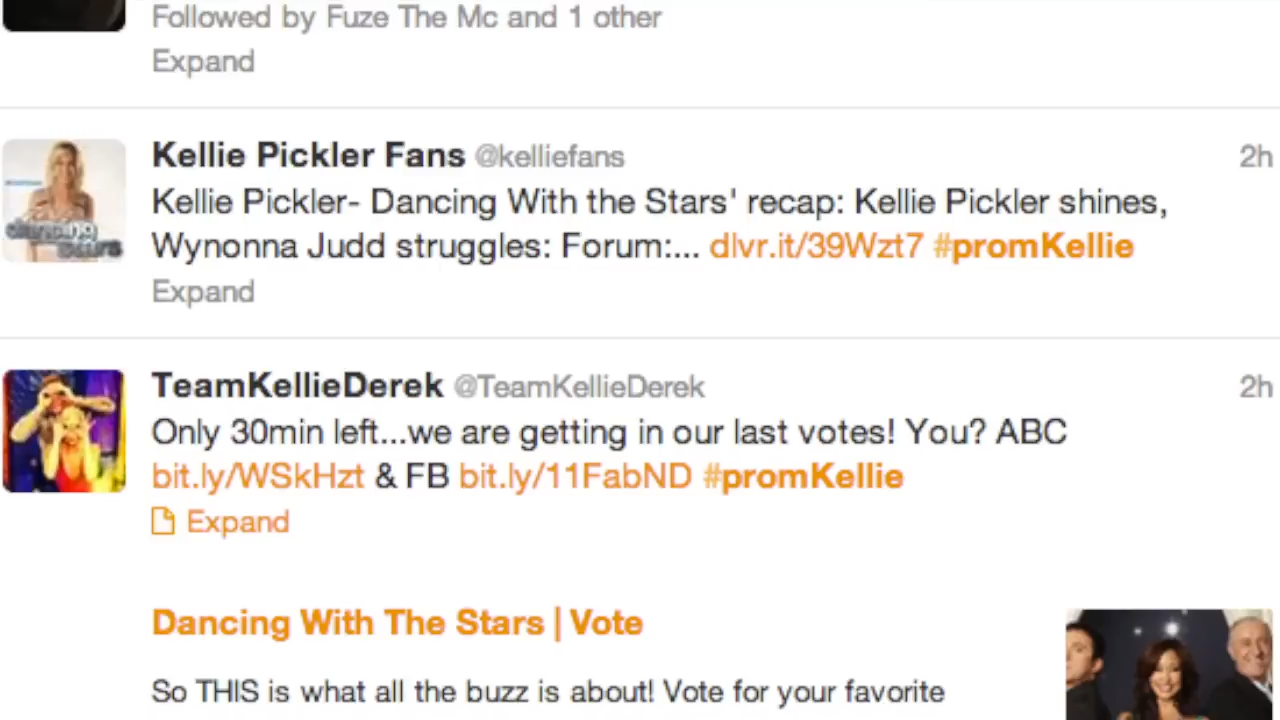 Followed by Fuze The Mc and 1 other
Expand
Kellie Pickler Fans @kelliefans 2h
Kellie Pickler- Dancing With the Stars' recap: Kellie Pickler shines,
Wynonna Judd struggles: Forum:... dlvr.it/39Wzt7 #promKellie
Expand
dancing
stars
TeamKellieDerek @TeamKellieDerek 2h
Only 30min left...we are getting in our last votes! You? ABC
bit.ly/WSkHzt & FB bit.ly/11FabND #promKellie
Expand
Dancing With The Stars | Vote
So THIS is what all the buzz is about! Vote for your favorite